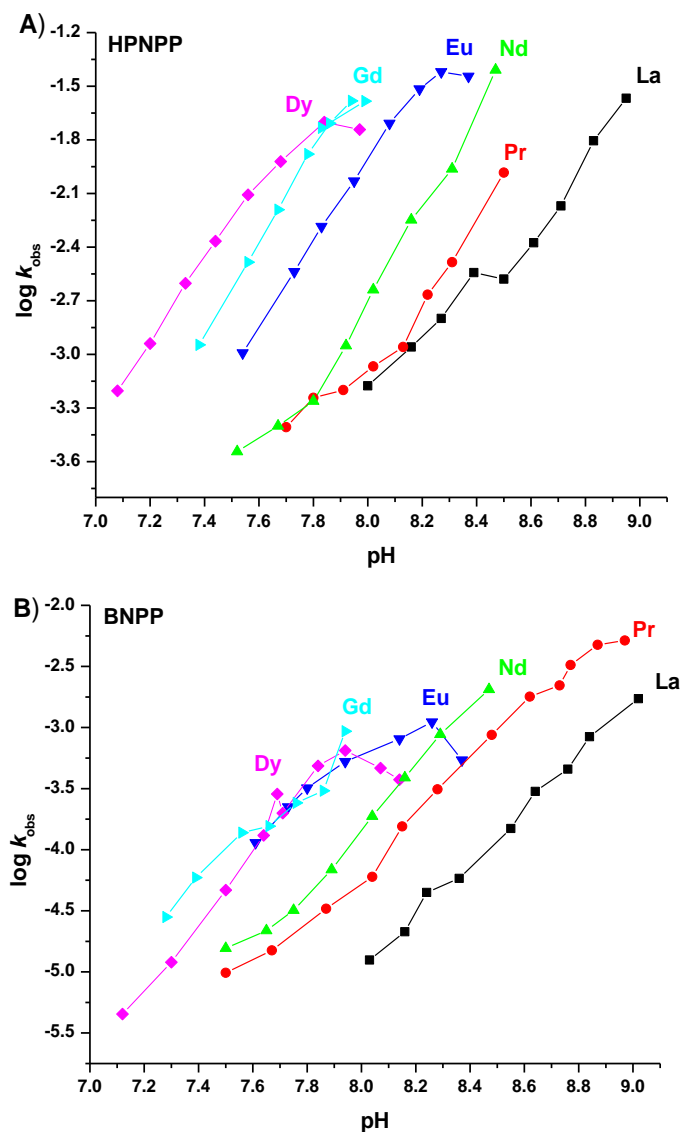 A)
HPNPP
Dy
Gd
Eu
Nd
Pr
La
log kobs
-1.2
-1.5
-1.8
-2.1
-2.4
-2.7
-3.0
-3.3
-3.6
7.0 7.2 7.4 7.6 7.8 8.0 8.2 8.4 8.6 8.8 9.0
pH
B)
BNPP
Dy
Gd
Eu
Nd
Pr
La
log kobs
-2.0
-2.5
-3.0
-3.5
-4.0
-4.5
-5.0
-5.5
7.0 7.2 7.4 7.6 7.8 8.0 8.2 8.4 8.6 8.8 9.0
pH